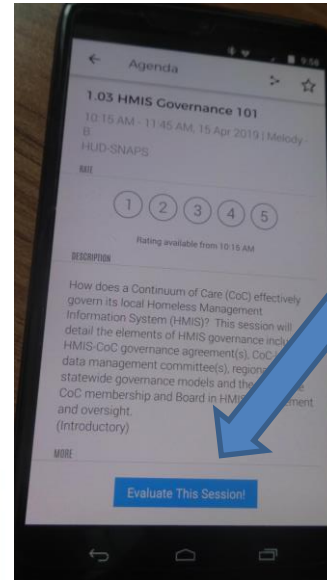 9:58
Agenda
1.03 HMIS Governance 101
10:15 AM - 11:45 AM, 15 Apr 2019 | Melody -
B.
HUD-SNAPS
RATE
1 2 3 4 5
Rating available from 10:15 AM
DESCRIPTION
How does a Continuum of Care (CoC) effectively
govern its local Homeless Management
Information System (HMIS)? This session will
detail the elements of HMIS governance
HMIS-CoC governance agreement(s), CoC
data management committee(s), regional
statewide governance models and the
CoC membership and Board in
and oversight.
(Introductory)
MORE
Evaluate This Session!